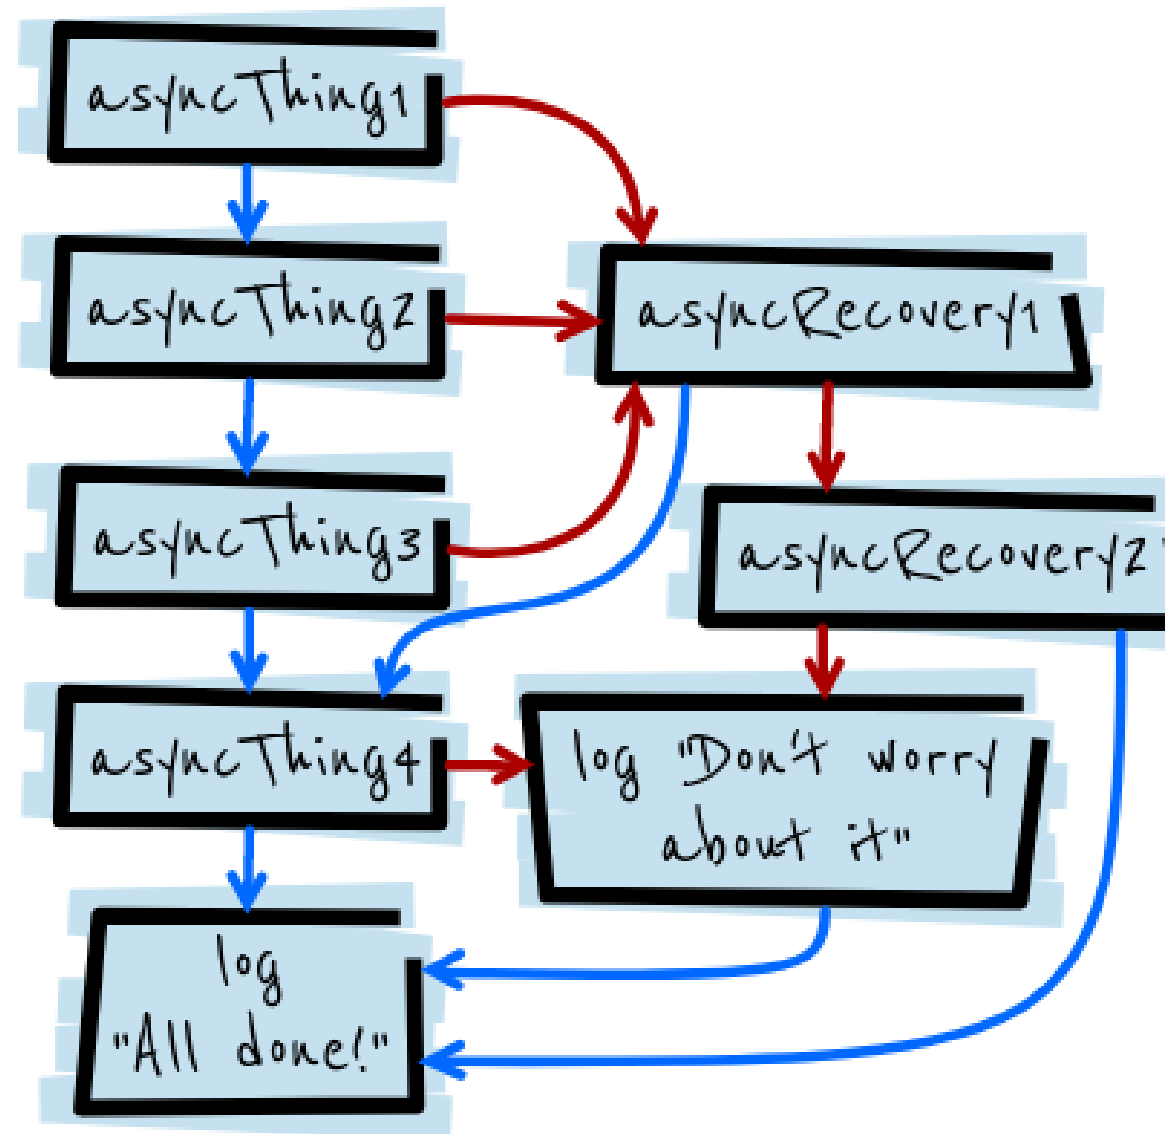 asyncThing1
asyncThing2
asyncRecovery1
asyncThing3
asyncRecovery2
asyncThing4
log "Don't worry
about it"
log
"All done!"